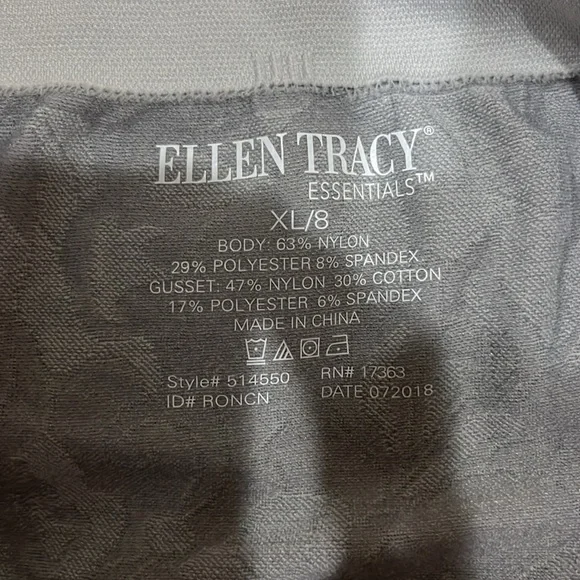 ELLEN TRACY®
ESSENTIALS™
XL/8
BODY: 63% NYLON
29% POLYESTER 8% SPANDEX
GUSSET: 47% NYLON 30% COTTON
17% POLYESTER 6% SPANDEX
MADE IN CHINA
Style# 514550 RN# 17363
ID# RONCN DATE 072018